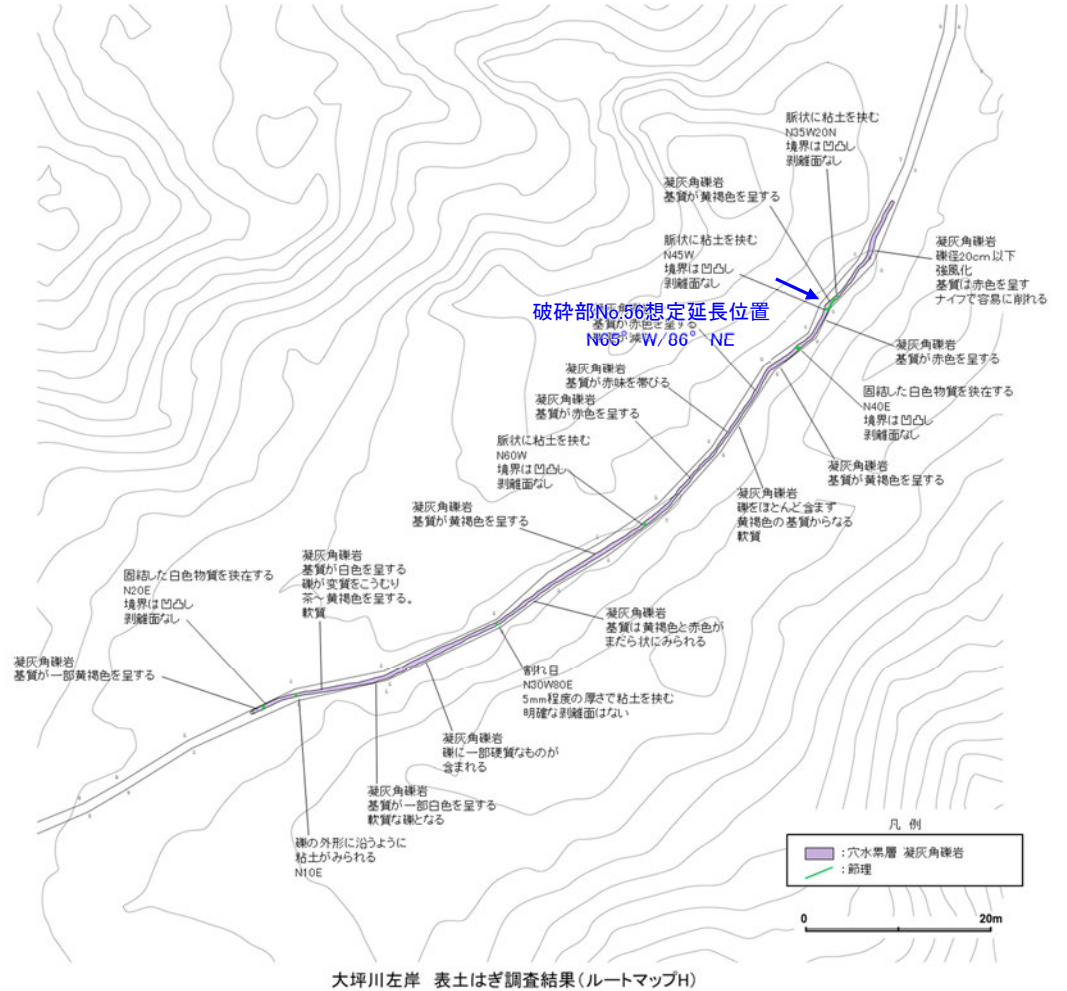 脈状に粘土を挟む
N35W20N
境界は凹凸し
剥離面なし
凝灰角礫岩
基質が黄褐色を呈する
脈状に粘土を挟む
N45W
境界は凹凸し
剥離面なし
凝灰角礫岩
礫径20cm以下
強風化
基質は赤色を呈す
ナイフで容易に削れる
破砕部No.56想定延長位置
基質が赤色を呈する
N65° W/86° NE
凝灰角礫岩
基質が赤色を呈する
凝灰角礫岩
基質が赤味を帯びる
固結した白色物質を狭在する
N40E
境界は凹凸し
剥離面なし
凝灰角礫岩
基質が赤色を呈する
脈状に粘土を挟む
N60W
境界は凹凸し
剥離面なし
凝灰角礫岩
基質が黄褐色を呈する
凝灰角礫岩
礫をほとんど含まず
黄褐色の基質からなる
軟質
凝灰角礫岩
基質が黄褐色を呈する
凝灰角礫岩
基質が白色を呈する
礫が変質をこうむり
茶～黄褐色を呈する。
軟質
固結した白色物質を狭在する
N20E
境界は凹凸し
剥離面なし
凝灰角礫岩
基質は黄褐色と赤色が
まだら状にみられる
凝灰角礫岩
基質が一部黄褐色を呈する
割れ目
N30W80E
5mm程度の厚さで粘土を挟む
明確な剥離面はない
凝灰角礫岩
礫に一部硬質なものが
含まれる
凝灰角礫岩
基質が一部白色を呈する
軟質な礫となる
礫の外形に沿うように
粘土がみられる
N10E
凡 例
：穴水累層 凝灰角礫岩
：節理
0 20m
大坪川左岸 表土はぎ調査結果（ルートマップH）